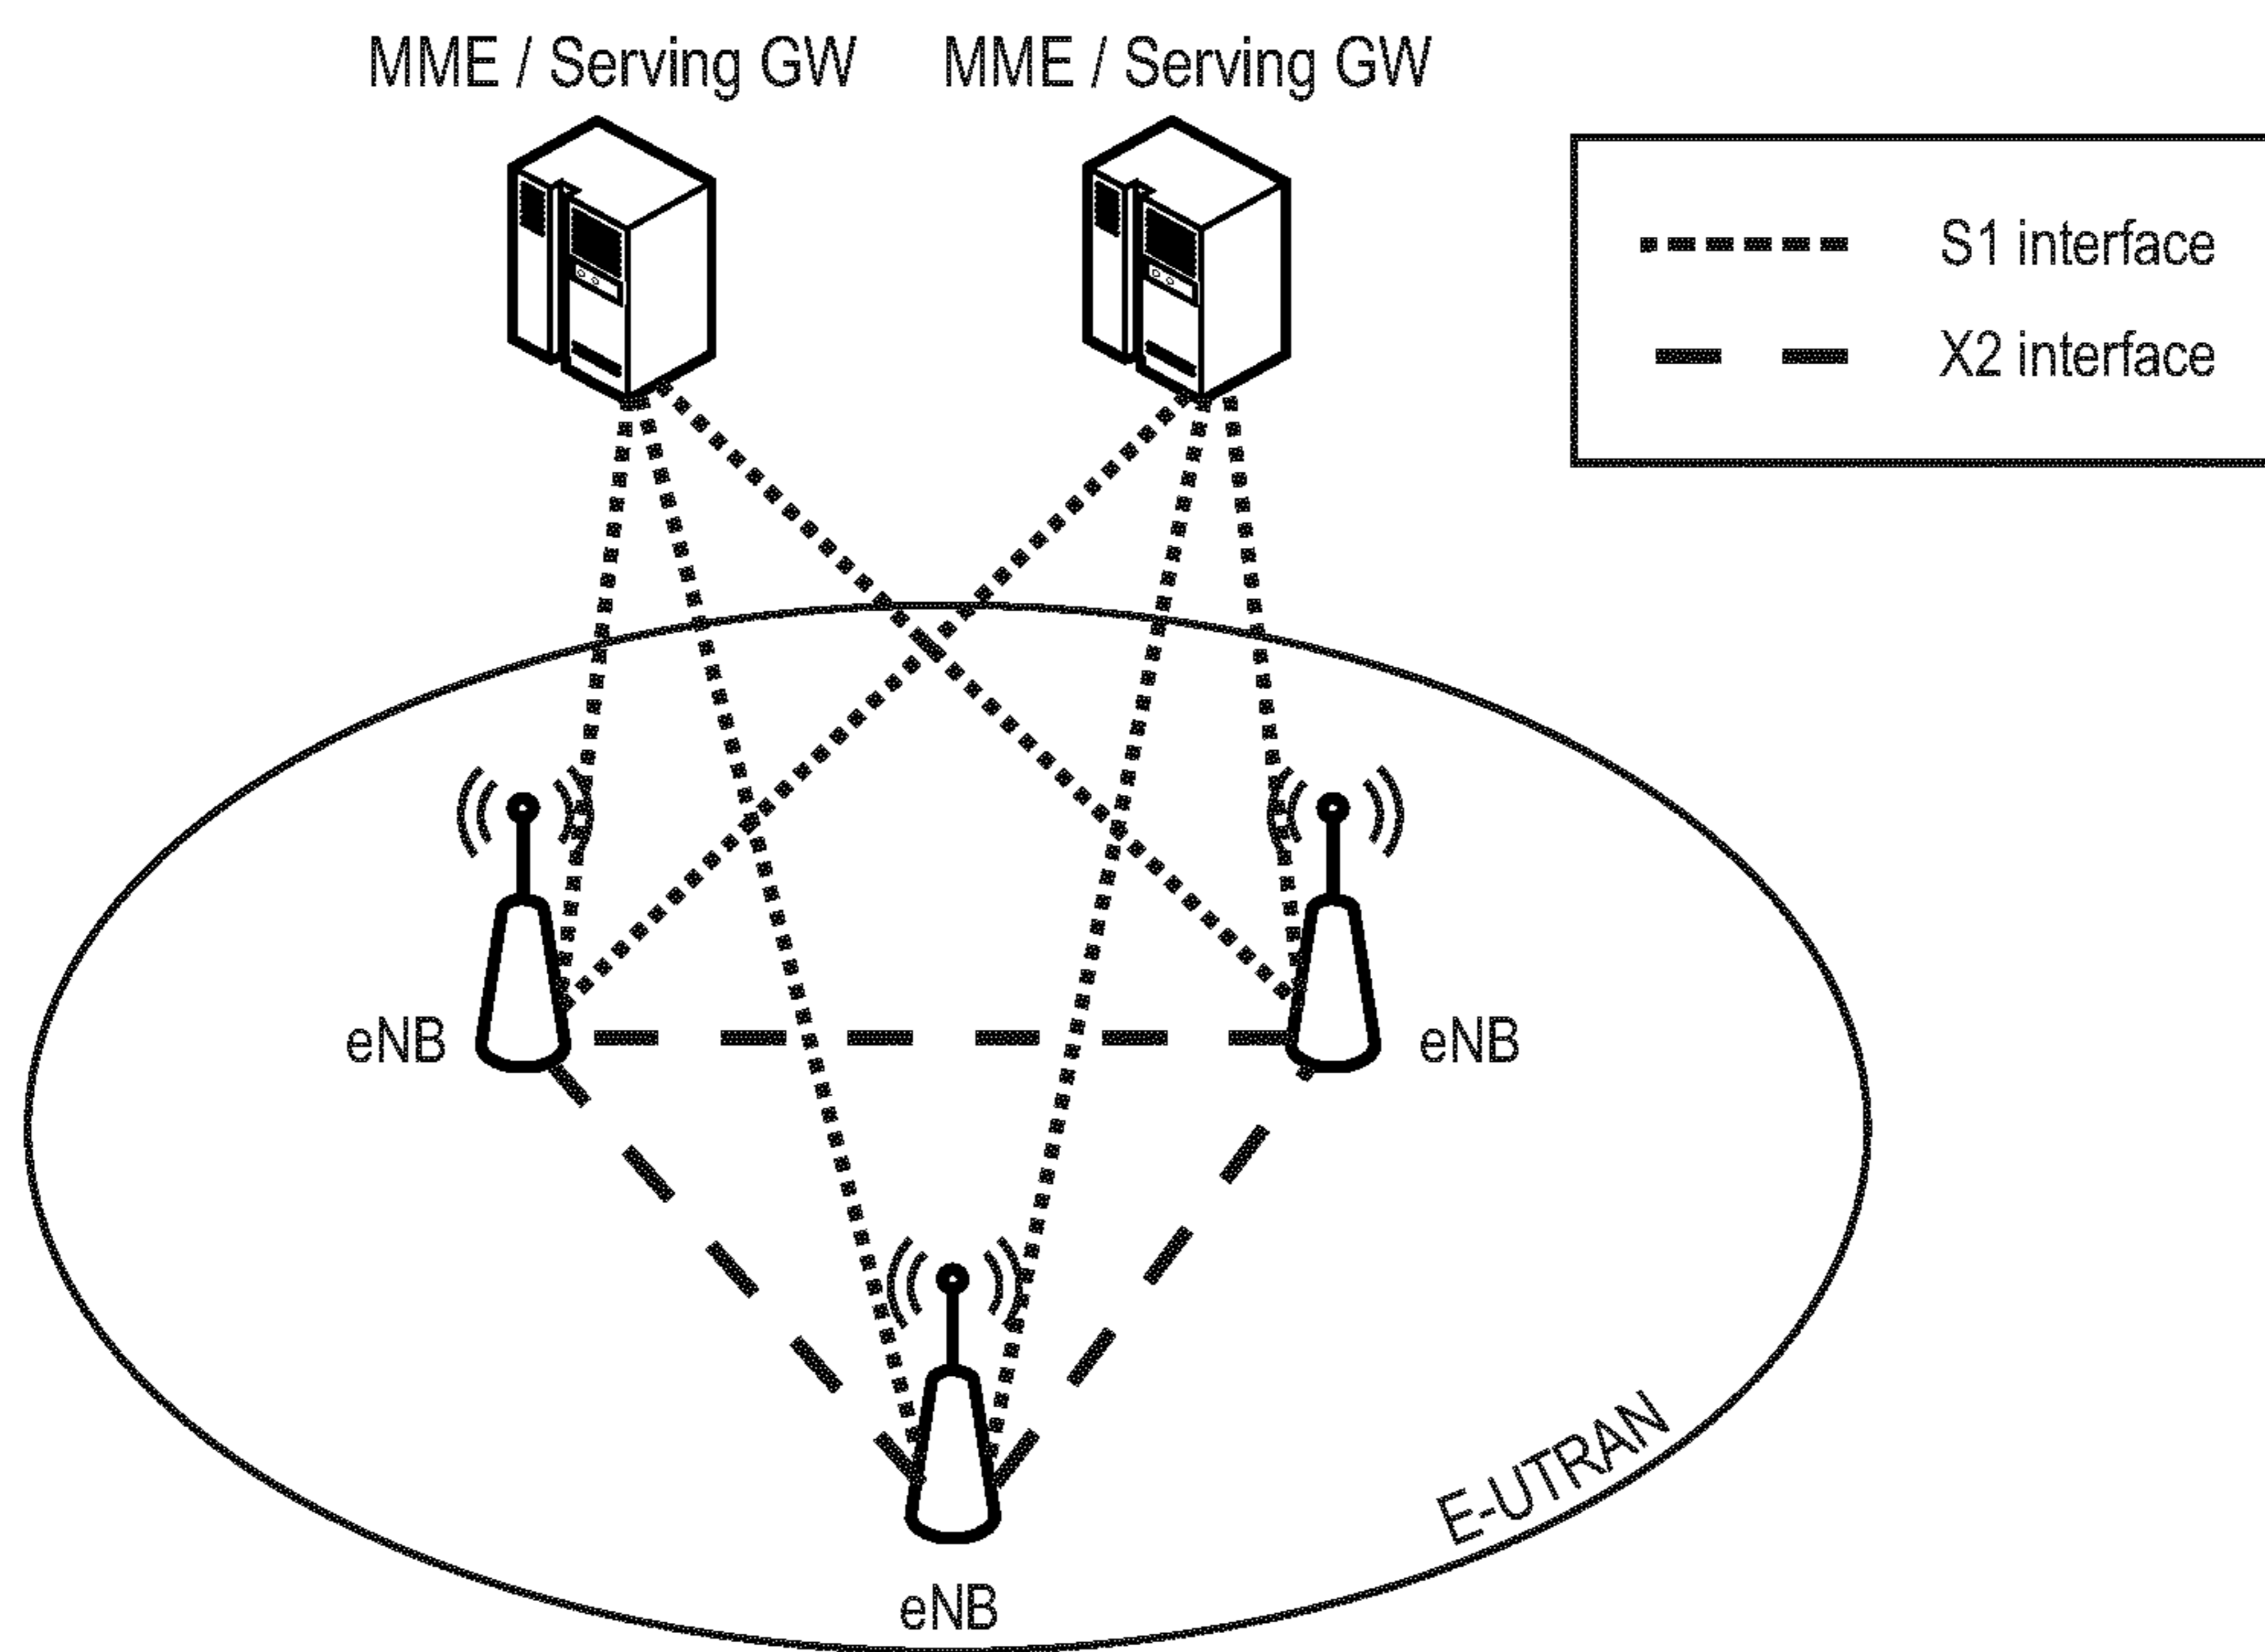 MME / Serving GW
MME / Serving GW
S1 interface
X2 interface
eNB
eNB
E-UTRAN
eNB